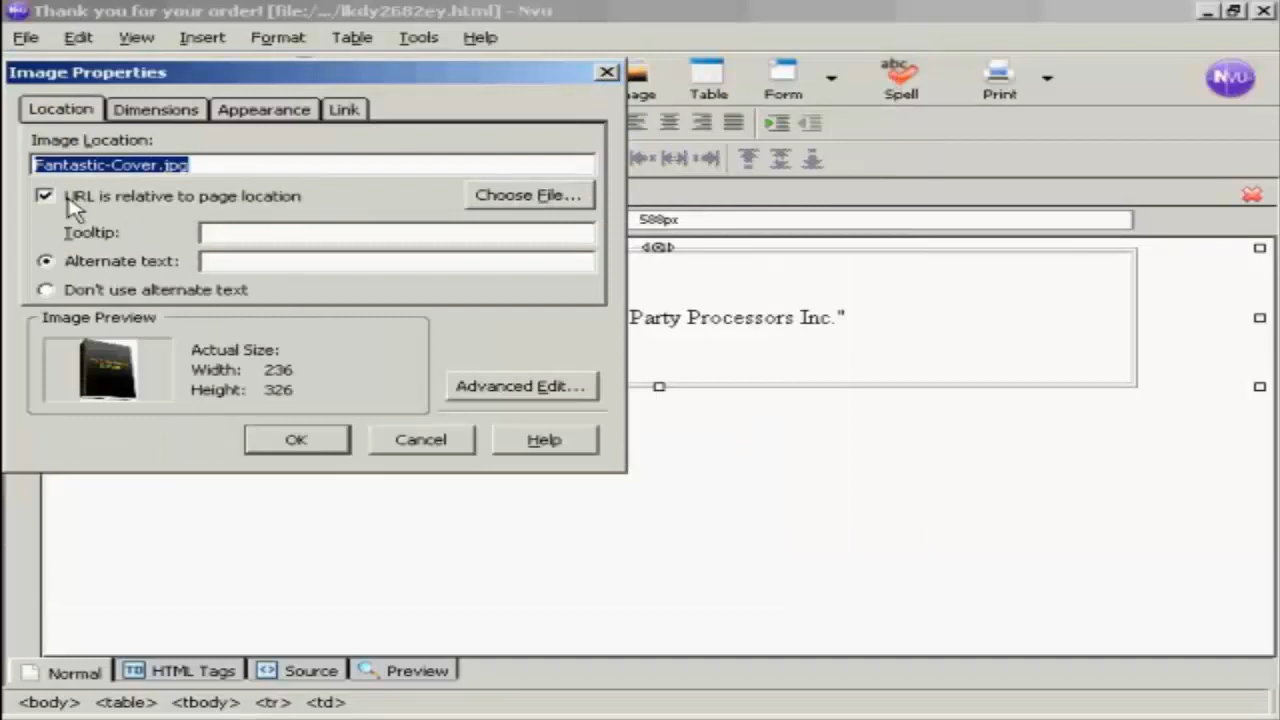 Thank you for your order! [file:/.../lkdy2682ey.html] - Nvu
File Edit View Insert Format Table Tools Help
Image Properties
abc
Nvu
Table Form Spell Print
Location Dimensions Appearance Link
Image Location:
Fantastic-Cover.jpg
URL is relative to page location
Choose File...
588px
Tooltip:
Alternate text:
Don't use alternate text
Party Processors Inc."
Image Preview
Actual Size:
Width: 236
Height: 326
Advanced Edit...
OK Cancel Help
Normal TD HTML Tags Source Preview
<body> <table> <tbody> <tr> <td>